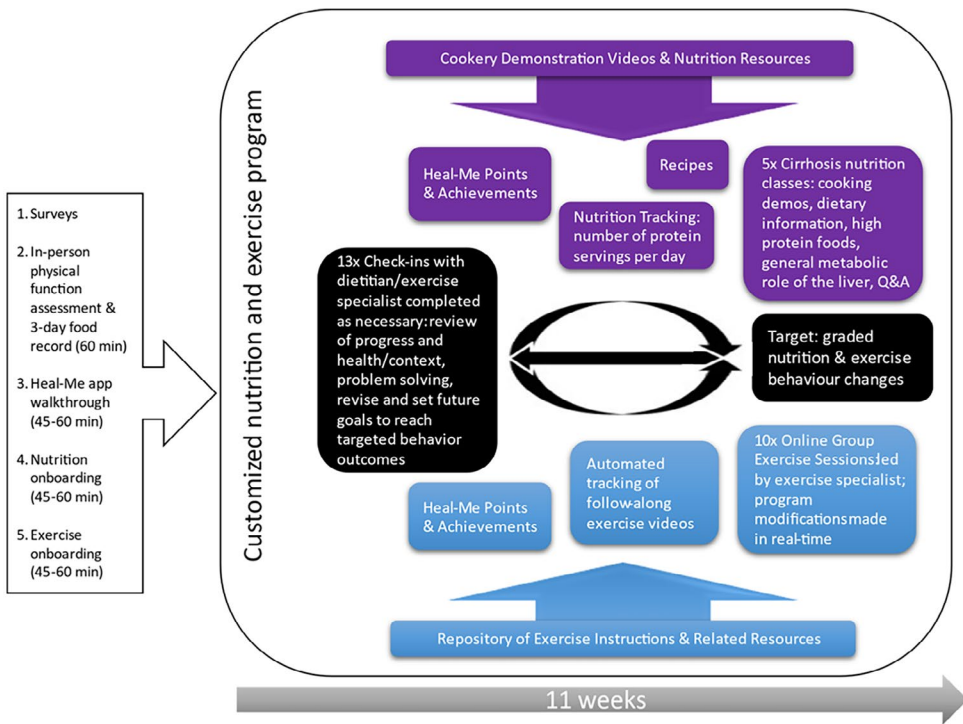 1. Surveys
2. In-person
physical
function
assessment &
3-day food
record (60 min)
3. Heal-Me app
walkthrough
(45-60 min)
4. Nutrition
onboarding
(45-60 min)
5. Exercise
onboarding
(45-60 min)
Customized nutrition and exercise program
Cookery Demonstration Videos & Nutrition Resources
Heal-Me Points
& Achievements
Recipes
Nutrition Tracking:
number of protein
servings per day
5x Cirrhosis nutrition
classes: cooking
demos, dietary
information, high
protein foods,
general metabolic
role of the liver, Q&A
13x Check-ins with
dietitian/exercise
specialist completed
as necessary: review
of progress and
health/context,
problem solving,
revise and set future
goals to reach
targeted behavior
outcomes
Target: graded
nutrition & exercise
behaviour changes
Heal-Me Points
& Achievements
Automated
tracking of
follow-along
exercise videos
10x Online Group
Exercise Sessions:led
by exercise specialist;
program
modifications made
in real-time
Repository of Exercise Instructions & Related Resources
11 weeks